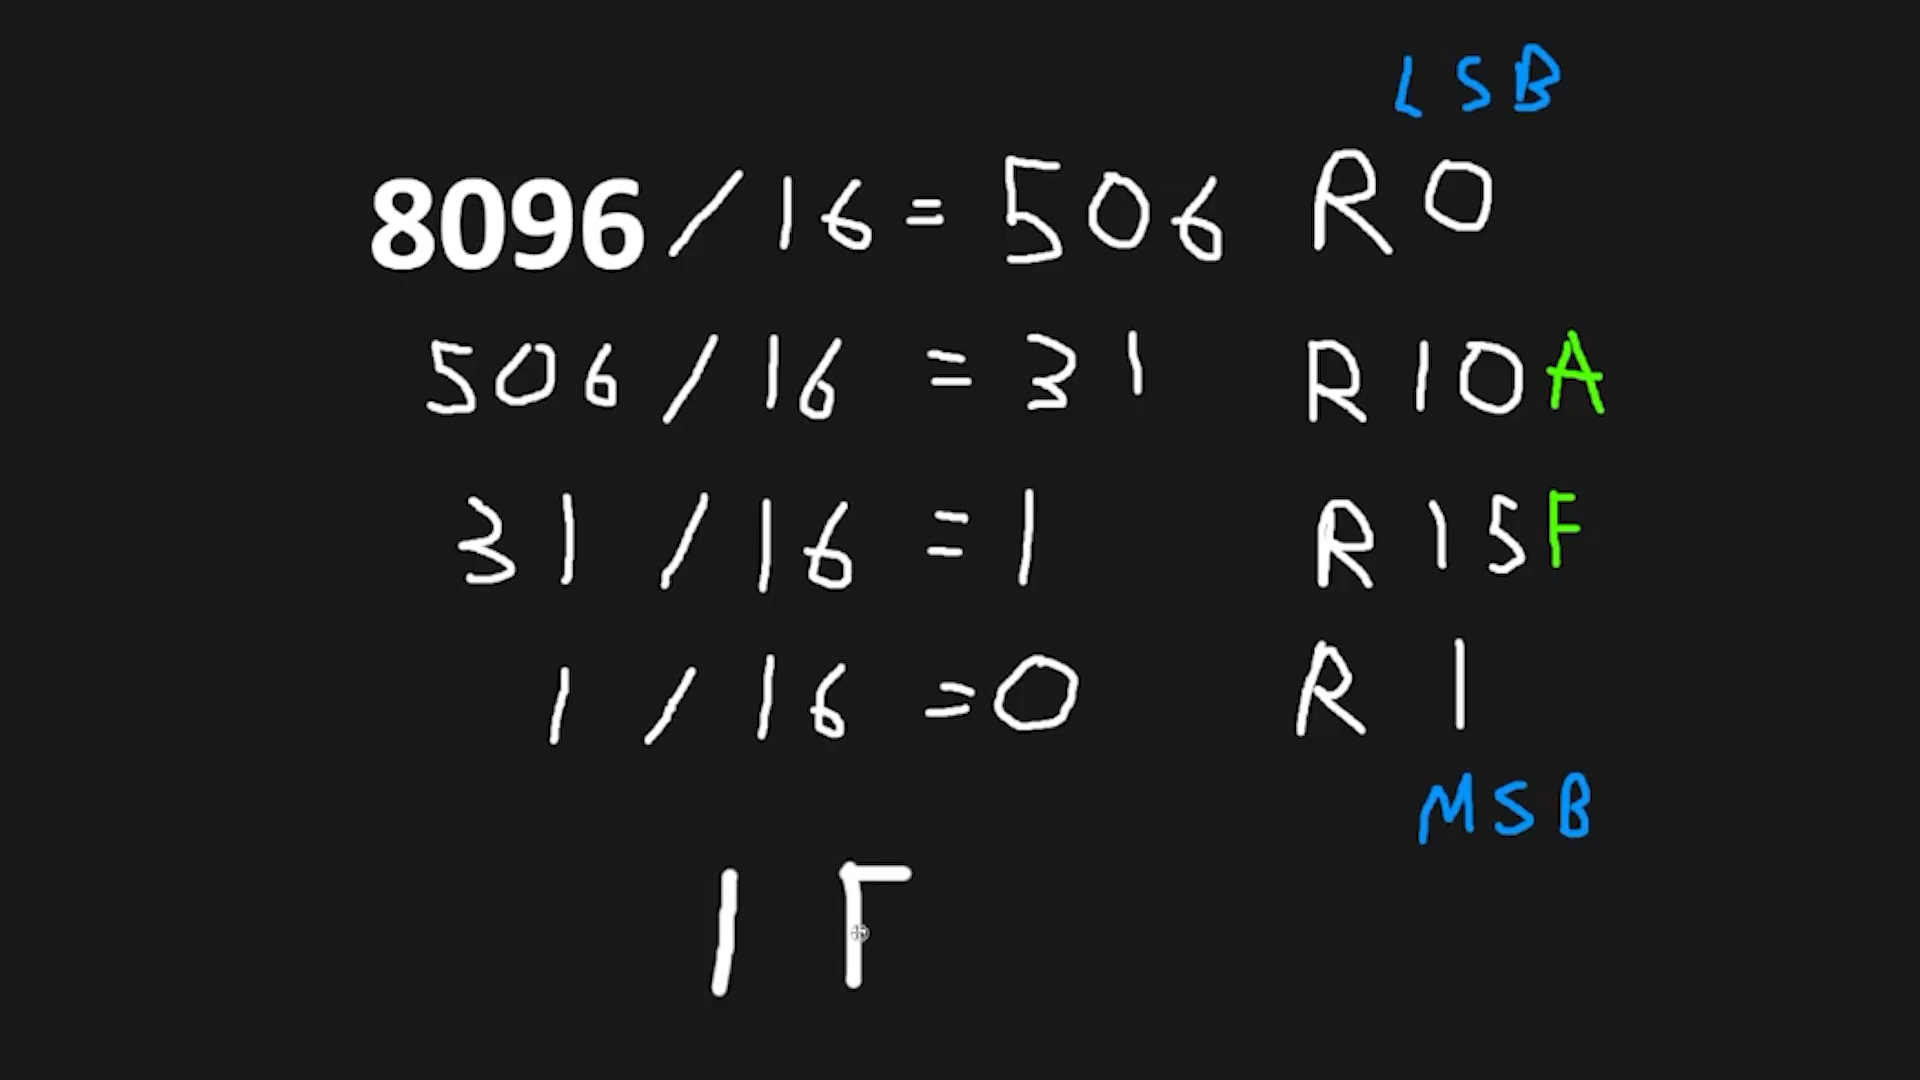 LSB
8096 / 16 = 506 R 0
506 / 16 = 31 R 10 A
31 / 16 = 1 R 15 F
1 / 16 = 0 R 1
MSB
1